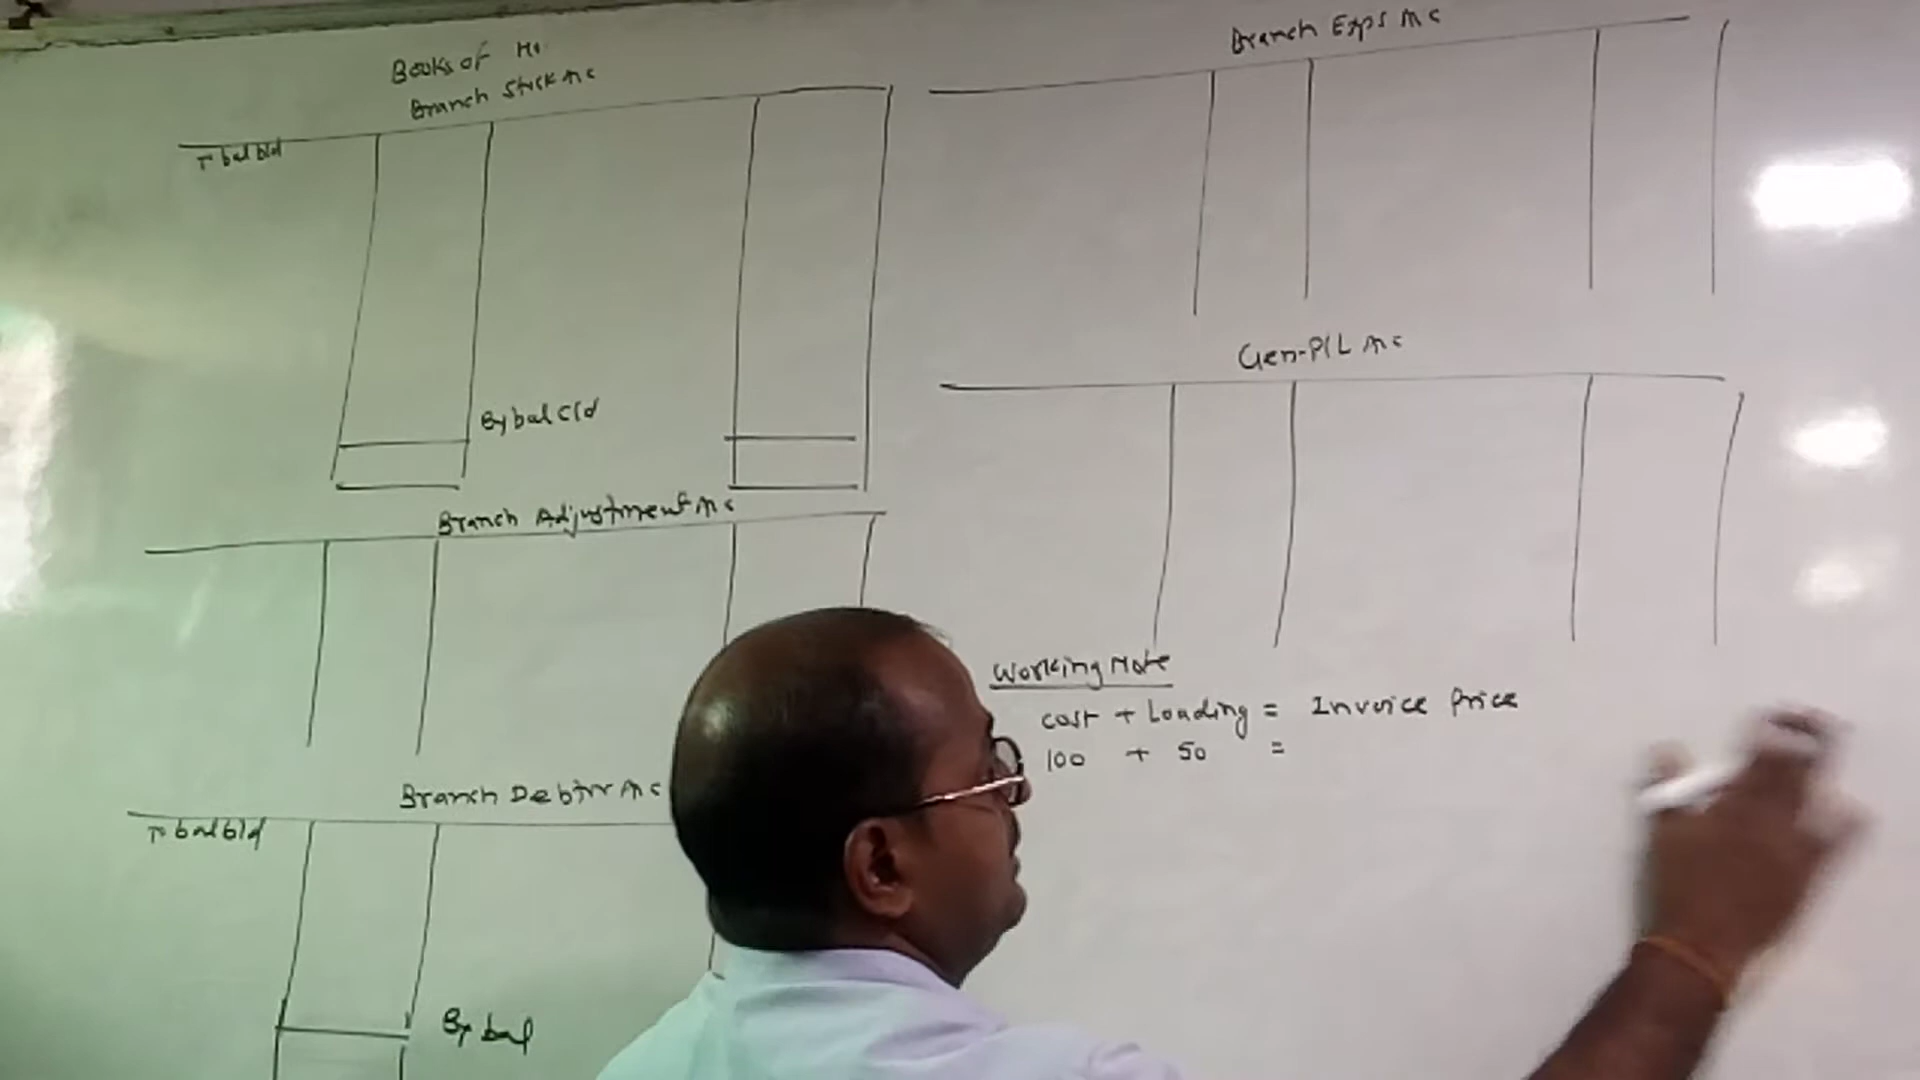 Books of Ho
Branch Stock A/c
To bal b/d
By bal c/d
Branch Adjustment A/c
Branch Debtor A/c
To bal b/d
By bal
Branch Exps A/c
Gen-P/L A/c
Working Note
Cost + Loading = Invoice Price
100 + 50 =